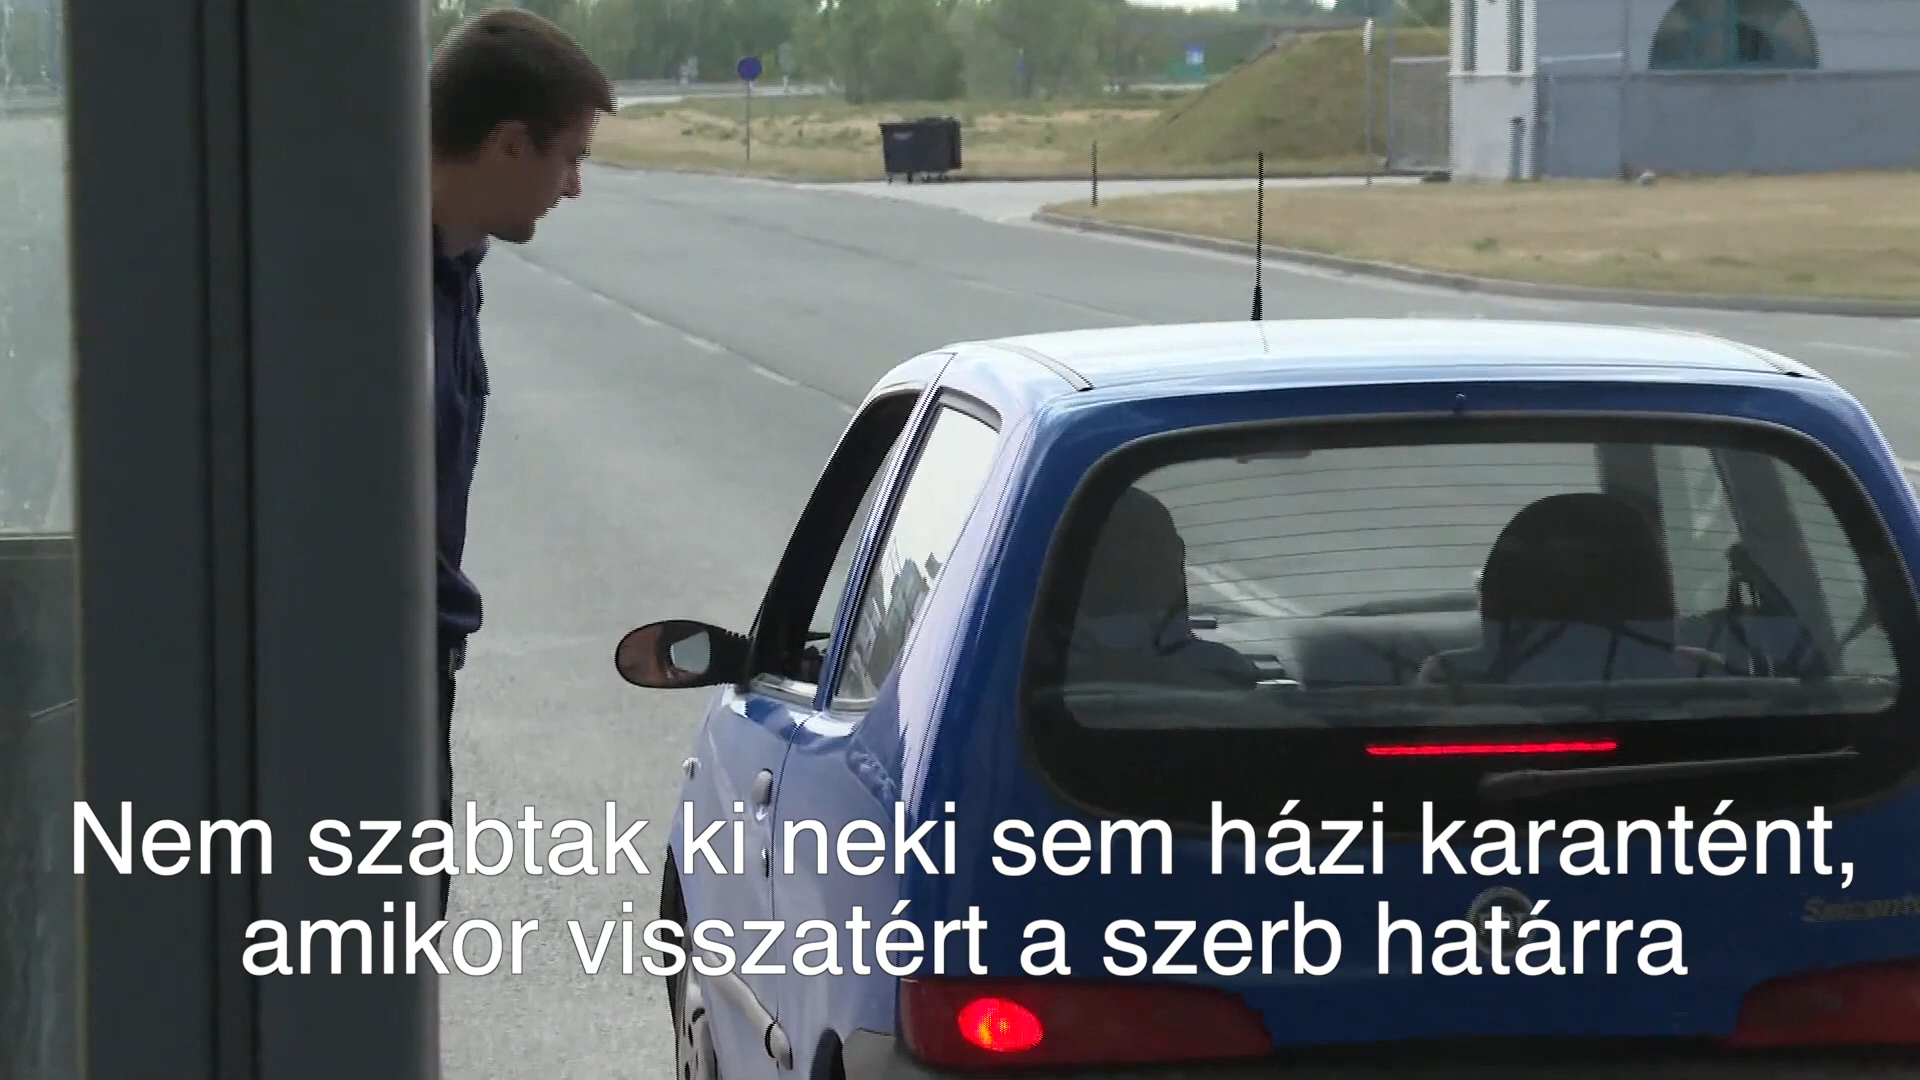 Nem szabtak ki neki sem házi karantént,
amikor visszatért a szerb határra